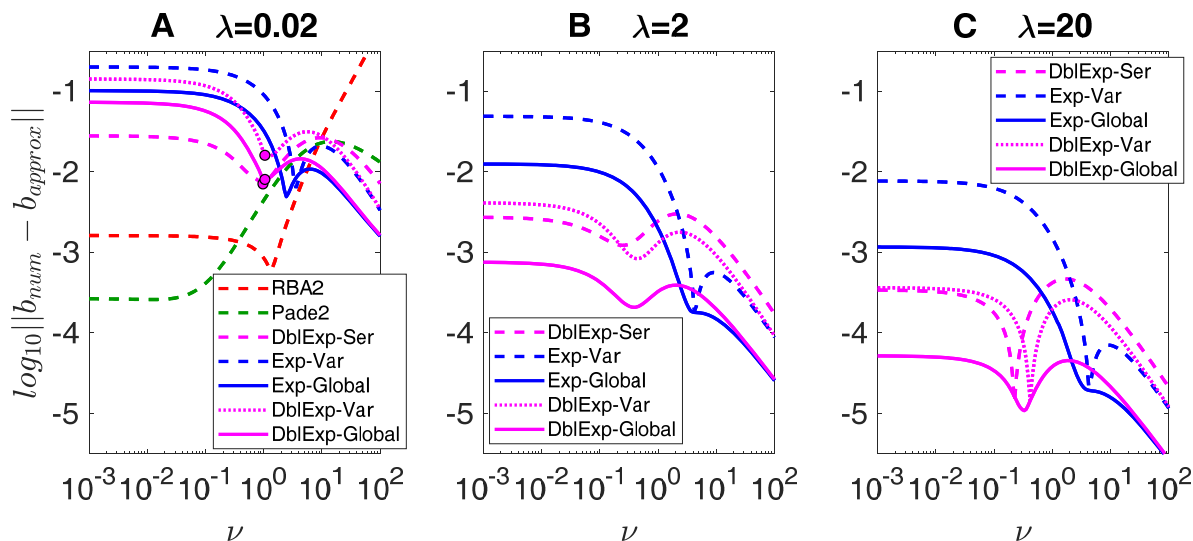 A λ=0.02
B λ=2
C λ=20
log₁₀||b_num − b_approx||
-1
-2
-3
-4
-5
10⁻³ 10⁻² 10⁻¹ 10⁰ 10¹ 10²
ν
RBA2
Pade2
DblExp-Ser
Exp-Var
Exp-Global
DblExp-Var
DblExp-Global
-1
-2
-3
-4
-5
10⁻³ 10⁻² 10⁻¹ 10⁰ 10¹ 10²
ν
DblExp-Ser
Exp-Var
Exp-Global
DblExp-Var
DblExp-Global
-1
-2
-3
-4
-5
10⁻³ 10⁻² 10⁻¹ 10⁰ 10¹ 10²
ν
DblExp-Ser
Exp-Var
Exp-Global
DblExp-Var
DblExp-Global